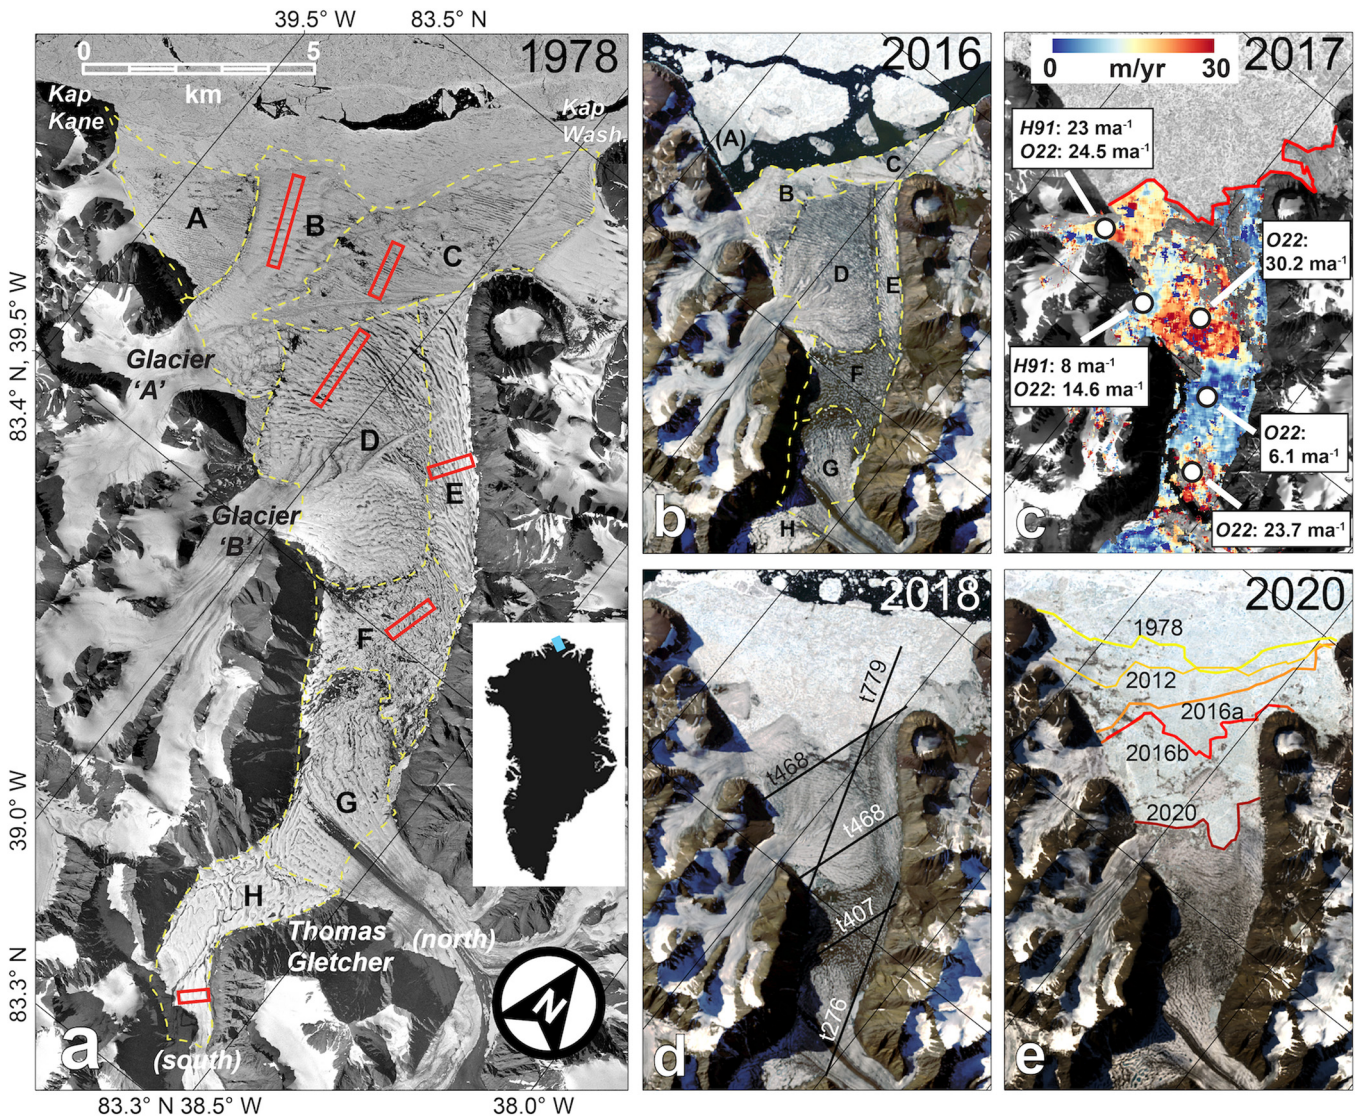 39.5° W
83.5° N
0
5
km
1978
Kap
Kane
Kap
Wash.
A
B
C
Glacier
‘A’
D
E
Glacier
‘B’
F
G
H
Thomas
Gletcher
(north)
(south)
N
a
83.4° N, 39.5° W
39.0° W
83.3° N
83.3° N 38.5° W
38.0° W
2016
(A)
B
C
D
E
F
G
H
b
0
m/yr
30
2017
H91: 23 ma-1
O22: 24.5 ma-1
O22:
30.2 ma-1
H91: 8 ma-1
O22: 14.6 ma-1
O22:
6.1 ma-1
O22: 23.7 ma-1
c
2018
t779
t468
t468
t407
t276
d
2020
1978
2012
2016a
2016b
2020
e